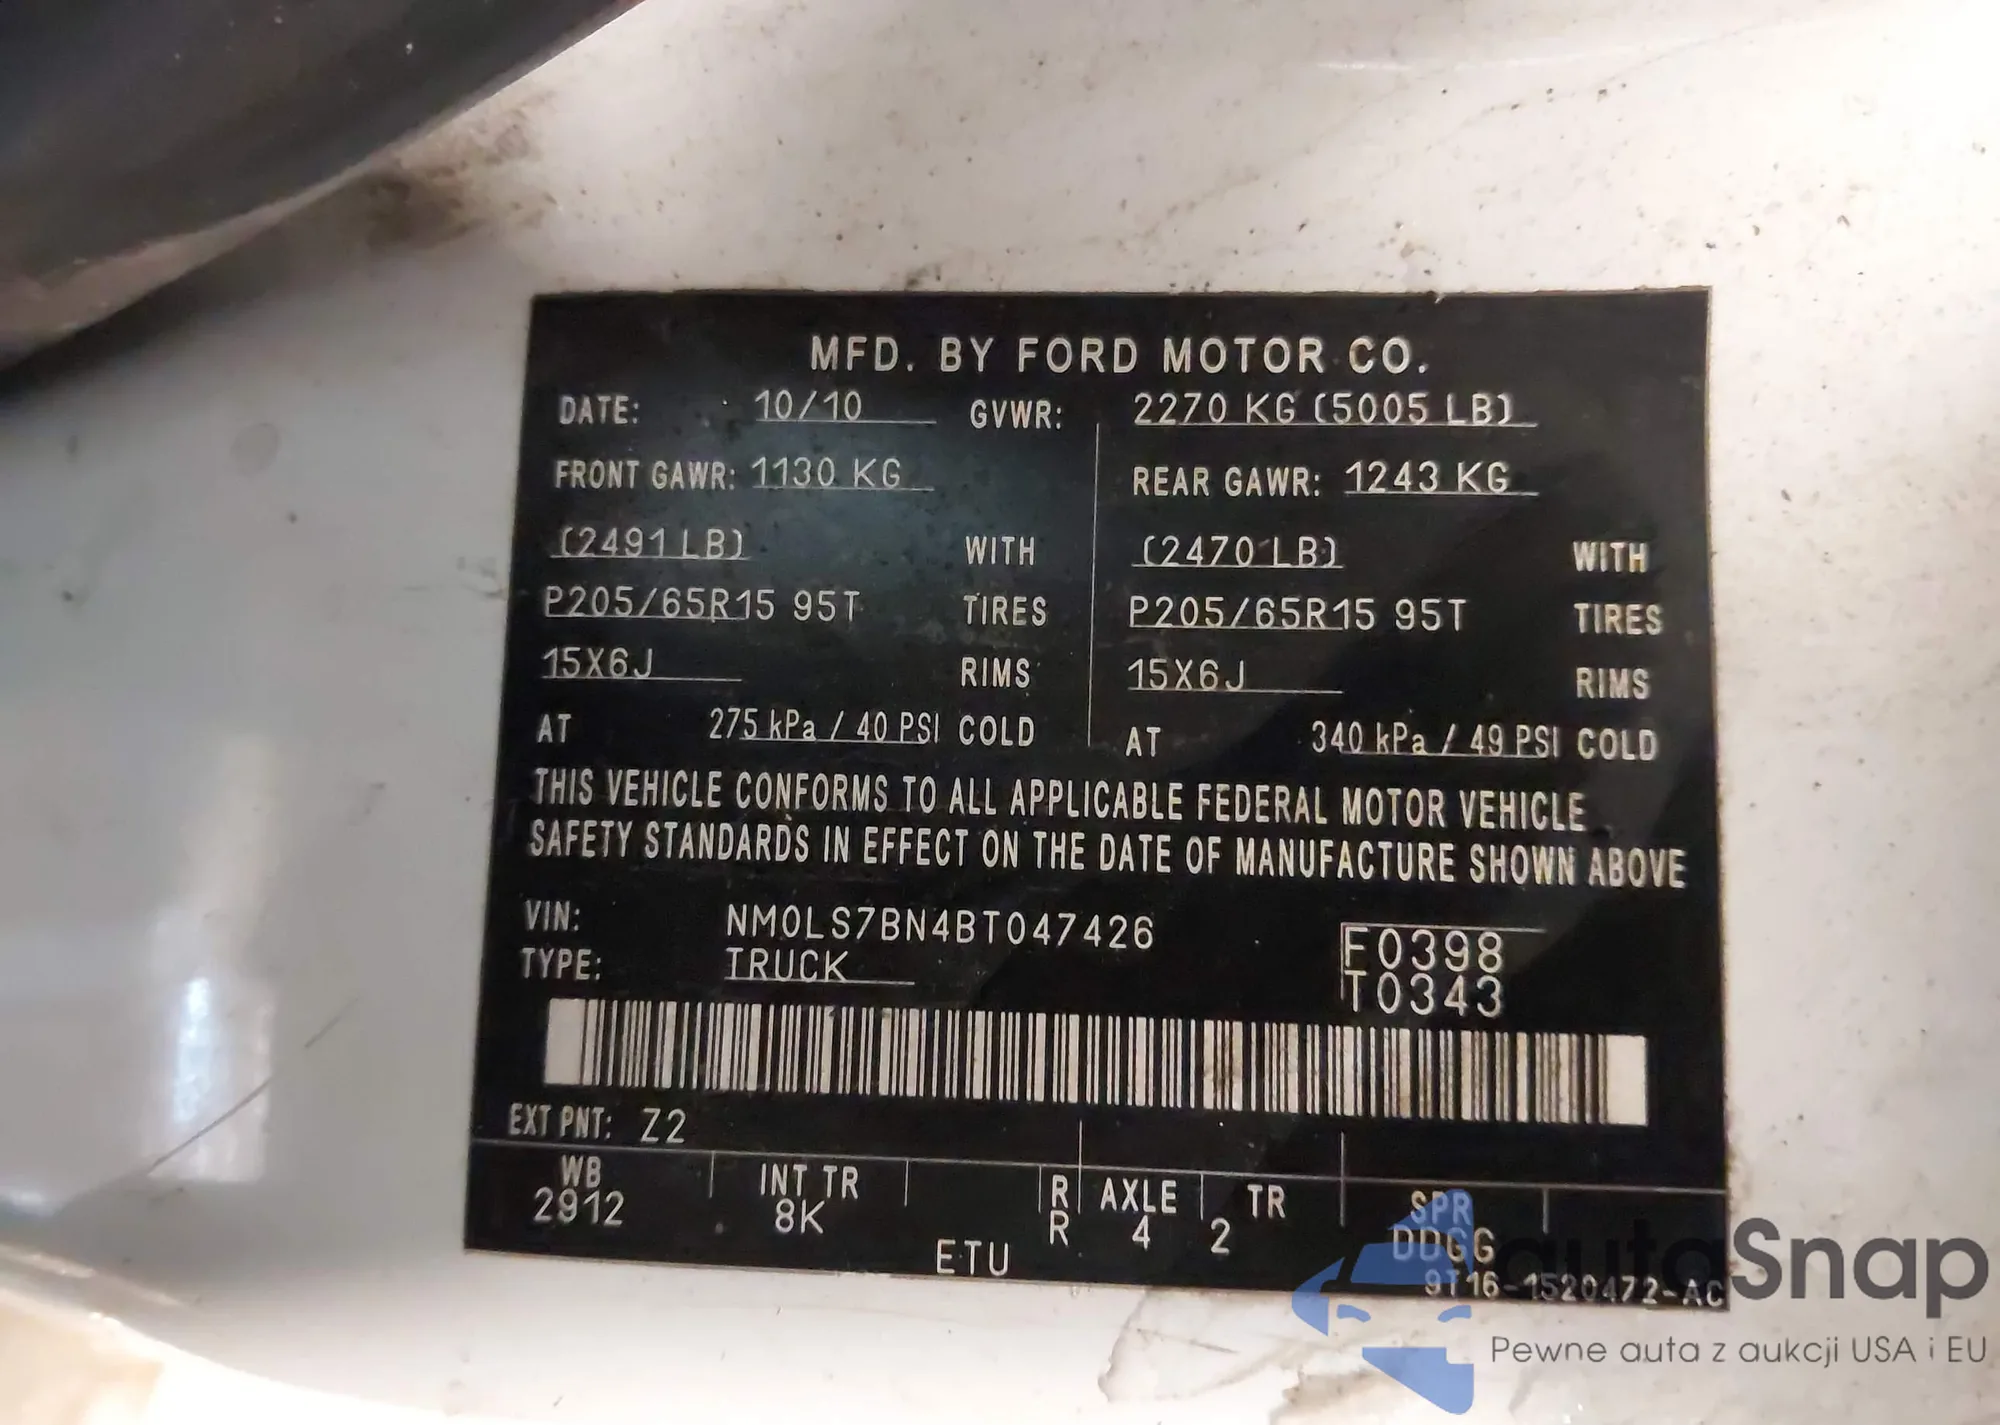 MFD. BY FORD MOTOR CO.
DATE: 10/10 GVWR: 2270 KG (5005 LB)
FRONT GAWR: 1130 KG REAR GAWR: 1243 KG
(2491 LB) WITH (2470 LB) WITH
P205/65R15 95T TIRES P205/65R15 95T TIRES
15X6J RIMS 15X6J RIMS
AT 275 kPa / 40 PSI COLD AT 340 kPa / 49 PSI COLD
THIS VEHICLE CONFORMS TO ALL APPLICABLE FEDERAL MOTOR VEHICLE
SAFETY STANDARDS IN EFFECT ON THE DATE OF MANUFACTURE SHOWN ABOVE
VIN: NM0LS7BN4BT047426 F0398
TYPE: TRUCK T0343
EXT PNT: Z2
WB INT TR R AXLE TR SPR
2912 8K R 4 2 DDGG
ETU
9T16-1520472-AC
autoSnap
Pewne auta z aukcji USA i EU